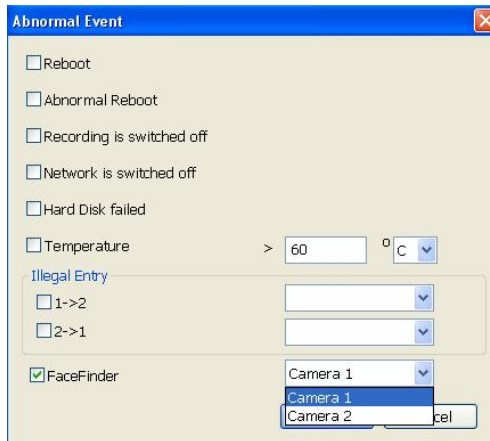 Abnormal Event
Reboot
Abnormal Reboot
Recording is switched off
Network is switched off
Hard Disk failed
Temperature > 60 ° C
Illegal Entry
1->2
2->1
FaceFinder Camera 1
Camera 1
Camera 2